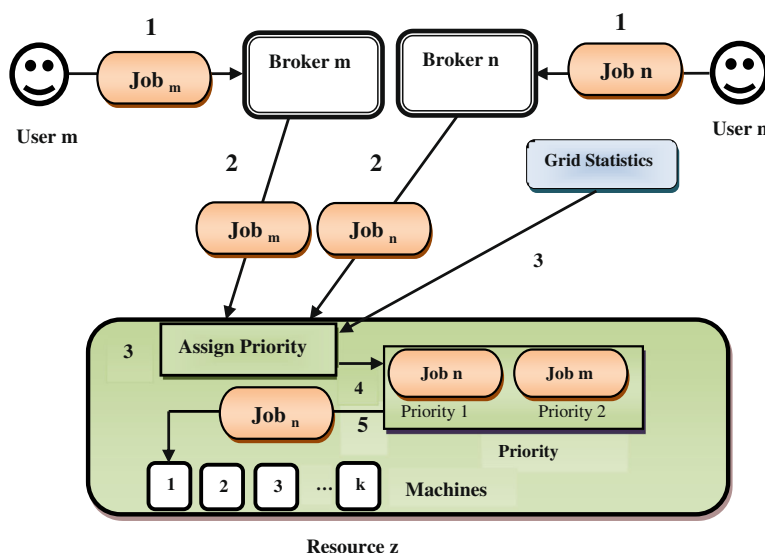 1
1
Job m
Broker m
Broker n
Job n
User m
User n
2
2
Grid Statistics
Job m
Job n
3
3
Assign Priority
4
Job n
Job m
Priority 1
Priority 2
Job n
5
Priority
1
2
3
...
k
Machines
Resource z